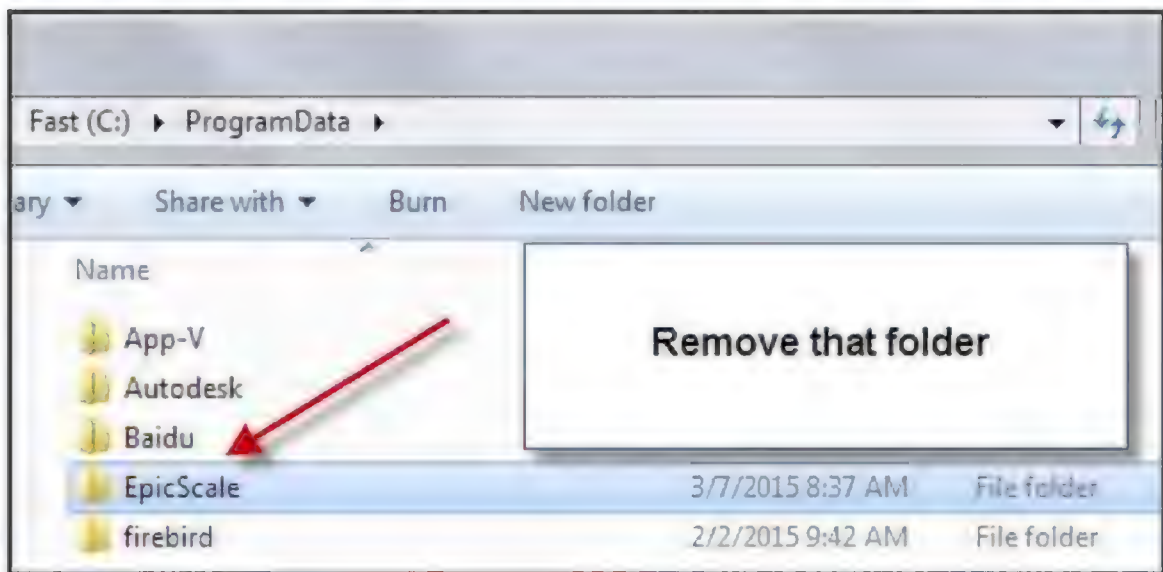 Fast (C:) ▸ ProgramData ▸
ary Share with Burn New folder
Name
Remove that folder
App-V
Autodesk
Baidu
EpicScale 3/7/2015 8:37 AM File folder
firebird 2/2/2015 9:42 AM File folder